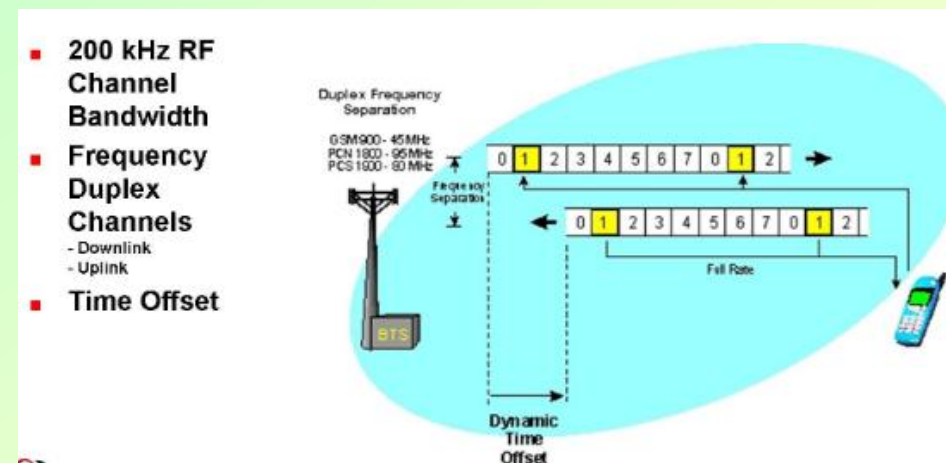 200 kHz RF
Channel
Bandwidth
Frequency
Duplex
Channels
- Downlink
- Uplink
Time Offset
Duplex Frequency
Separation
GSM900 - 45MHz
PCN 1800 - 95MHz
PCS 1900 - 80 MHz
Frequency
Separation
0 1 2 3 4 5 6 7 0 1 2
0 1 2 3 4 5 6 7 0 1 2
Full Rate
BTS
Dynamic
Time
Offset